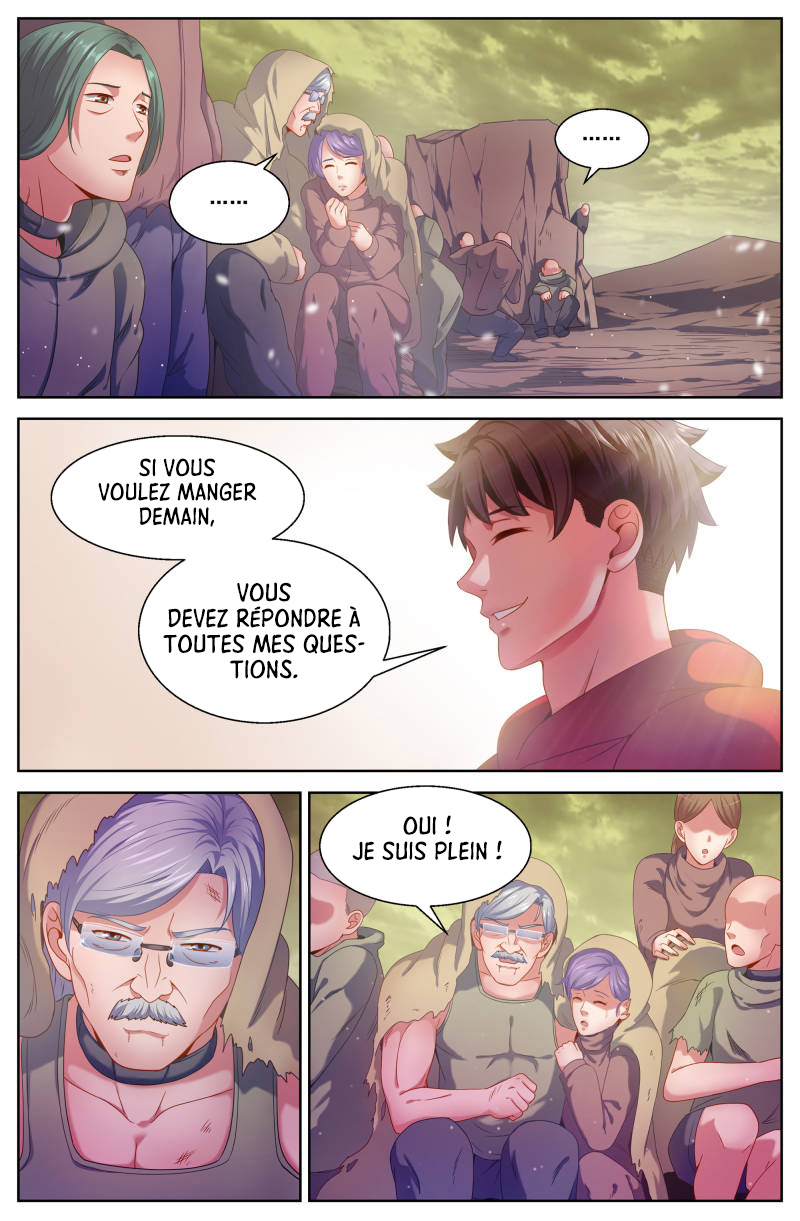 ......
......
SI VOUS
VOULEZ MANGER
DEMAIN,
VOUS
DEVEZ RÉPONDRE À
TOUTES MES QUES-
TIONS.
OUI !
JE SUIS PLEIN !